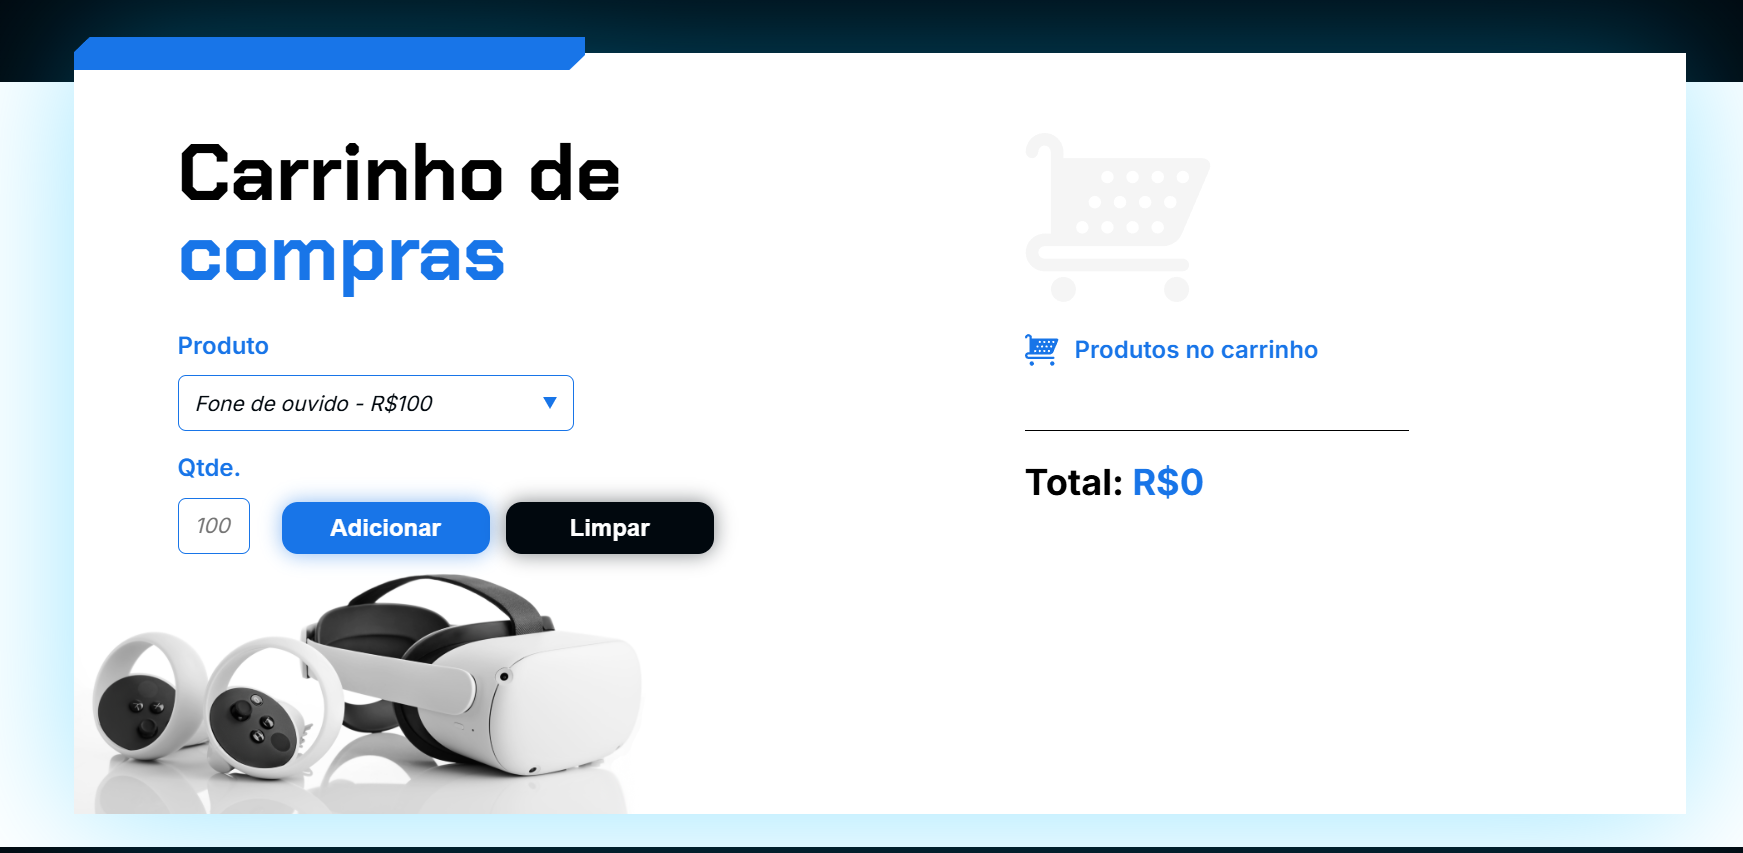 Carrinho de
compras
Produto
Fone de ouvido - R$100
Qtde.
100
Adicionar
Limpar
Produtos no carrinho
Total: R$0